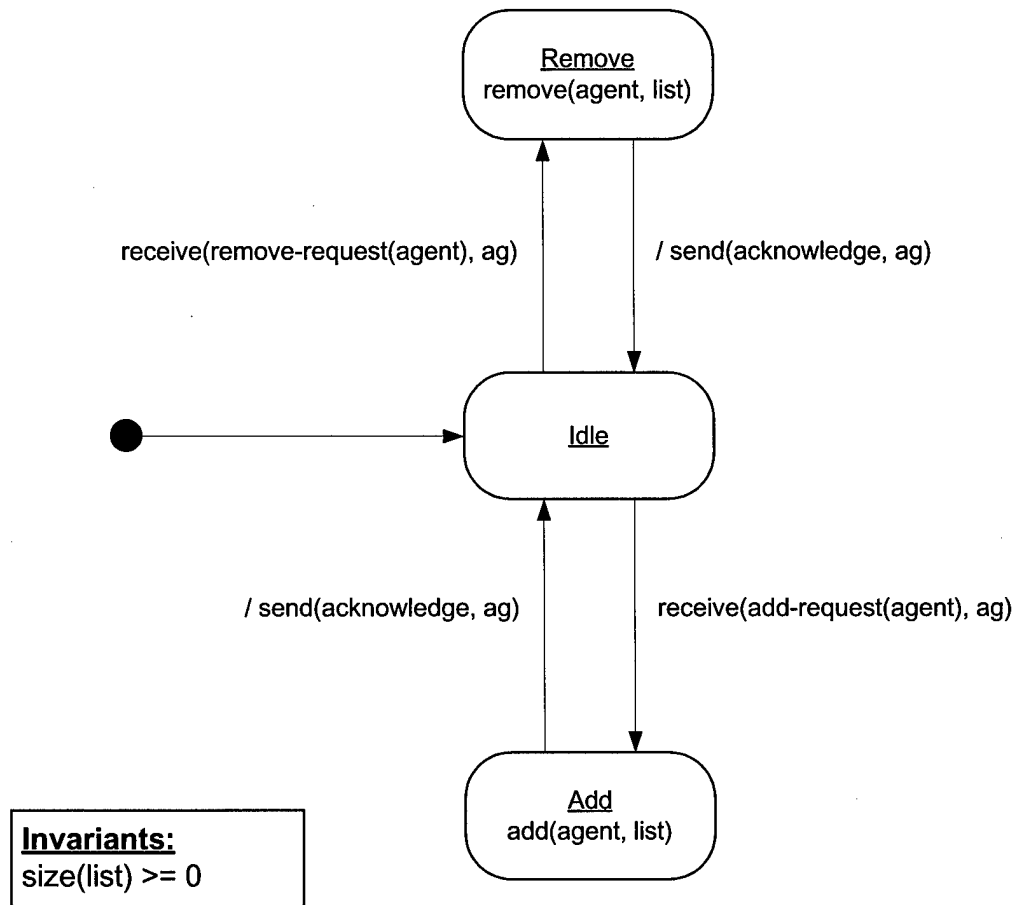 Remove
remove(agent, list)
receive(remove-request(agent), ag)
/ send(acknowledge, ag)
Idle
/ send(acknowledge, ag)
receive(add-request(agent), ag)
Add
add(agent, list)
Invariants:
size(list) >= 0